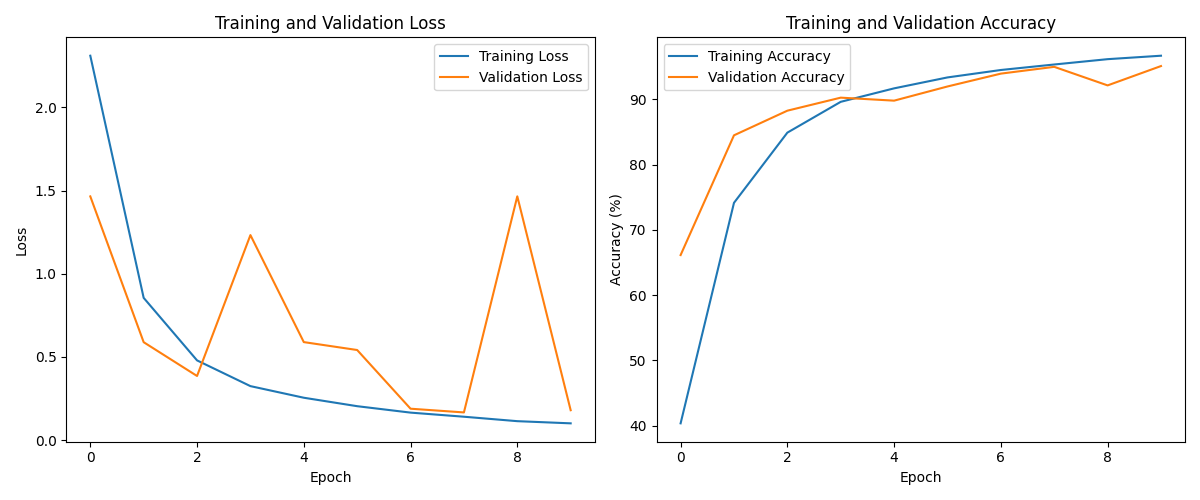 Training and Validation Loss
Training Loss
Validation Loss
2.0
1.5
1.0
0.5
0.0
Loss
0 2 4 6 8
Epoch
Training and Validation Accuracy
Training Accuracy
Validation Accuracy
90
80
70
60
50
40
Accuracy (%)
0 2 4 6 8
Epoch